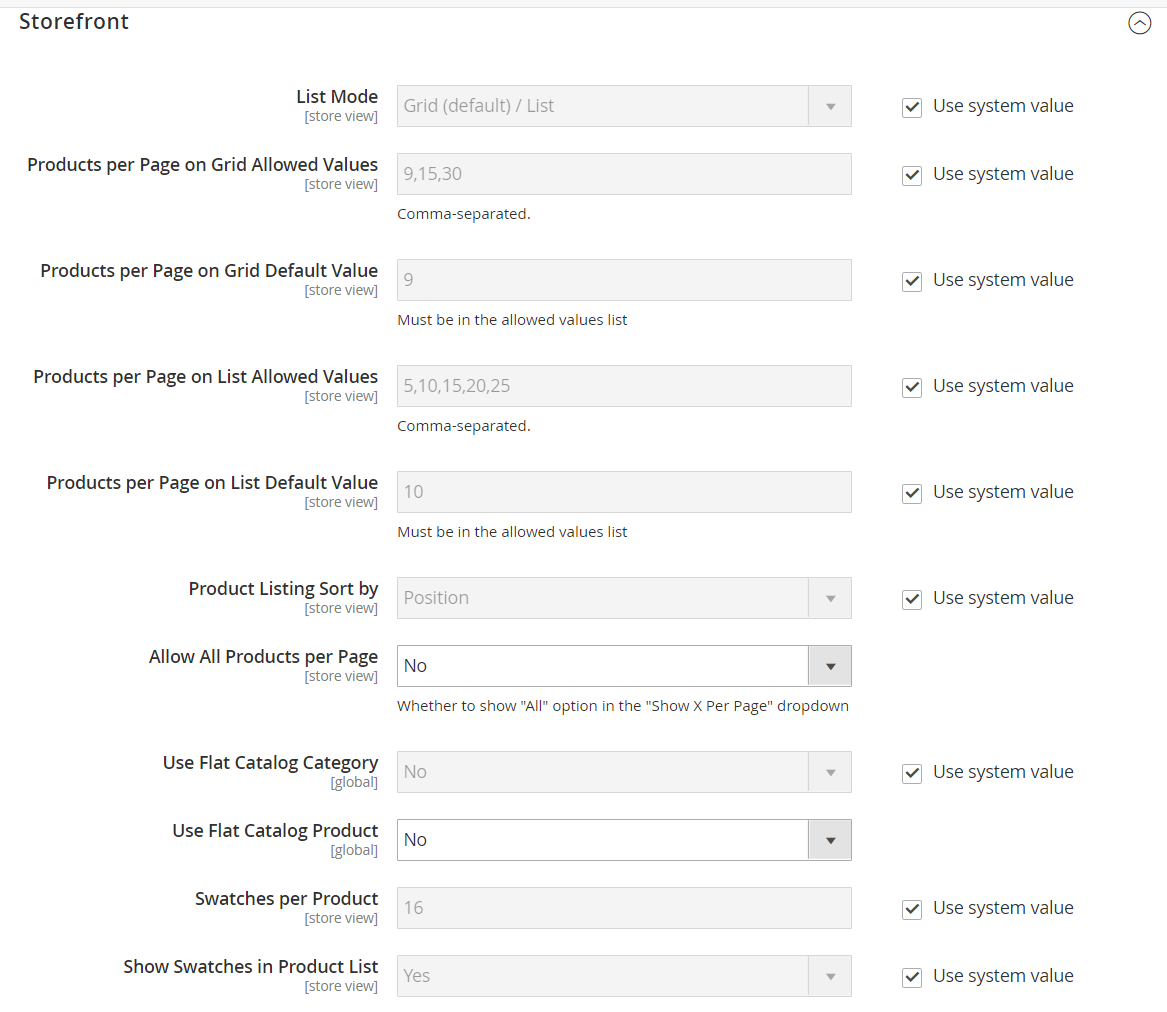 Storefront
List Mode
[store view]
Grid (default) / List
Use system value
Products per Page on Grid Allowed Values
[store view]
9,15,30
Use system value
Comma-separated.
Products per Page on Grid Default Value
[store view]
9
Use system value
Must be in the allowed values list
Products per Page on List Allowed Values
[store view]
5,10,15,20,25
Use system value
Comma-separated.
Products per Page on List Default Value
[store view]
10
Use system value
Must be in the allowed values list
Product Listing Sort by
[store view]
Position
Use system value
Allow All Products per Page
[store view]
No
Whether to show "All" option in the "Show X Per Page" dropdown
Use Flat Catalog Category
[global]
No
Use system value
Use Flat Catalog Product
[global]
No
Swatches per Product
[store view]
16
Use system value
Show Swatches in Product List
[store view]
Yes
Use system value